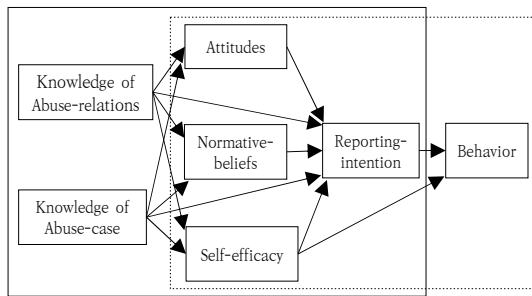 Attitudes
Knowledge of
Abuse-relations
Normative-
beliefs
Reporting-
intention
Behavior
Knowledge of
Abuse-case
Self-efficacy